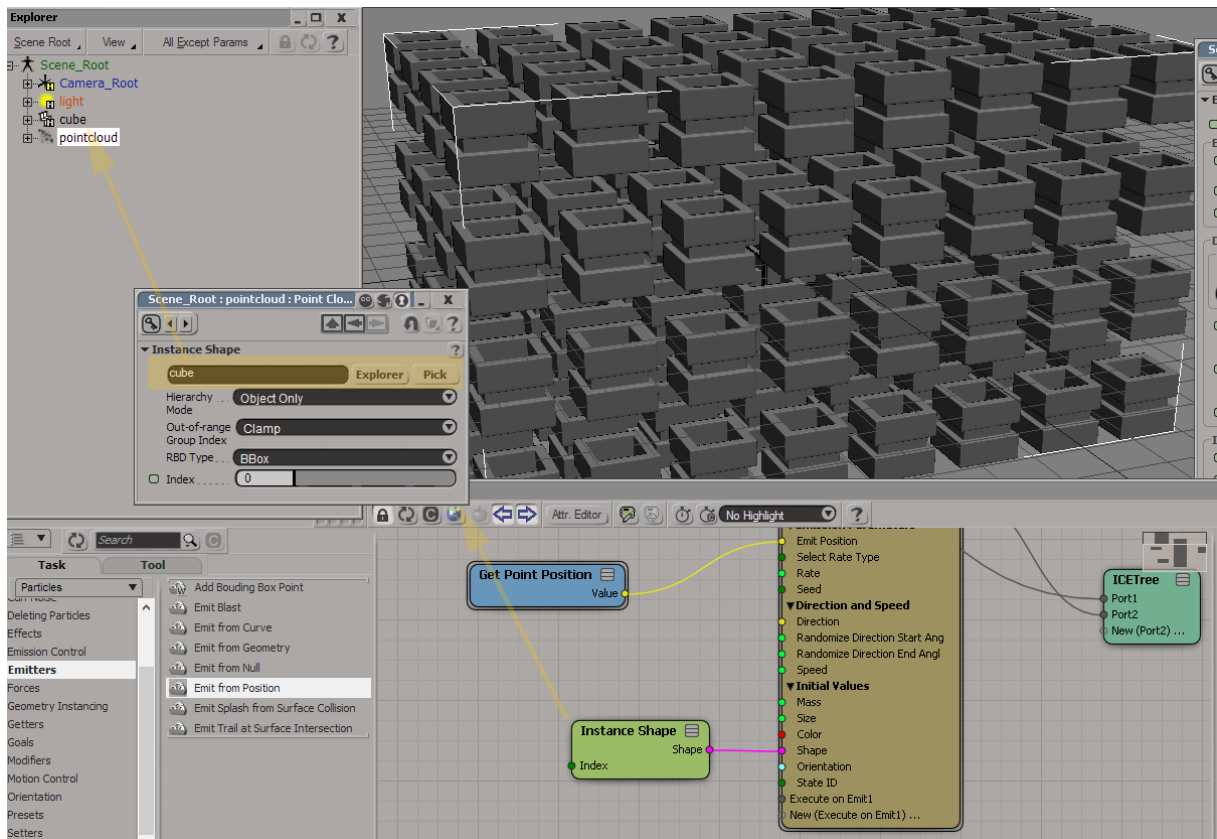 Explorer
Scene Root
View
All Except Params
?
Scene_Root
Camera_Root
light
cube
pointcloud
Scene_Root : pointcloud : Point Clo...
?
Instance Shape
?
cube
Explorer
Pick
Hierarchy Mode
Object Only
Out-of-range Group Index
Clamp
RBD Type
BBox
Index
0
Attr. Editor
No Highlight
?
Search
Task
Tool
Particles
Deleting Particles
Effects
Emission Control
Emitters
Forces
Geometry Instancing
Getters
Goals
Modifiers
Motion Control
Orientation
Presets
Setters
Add Bouding Box Point
Emit Blast
Emit from Curve
Emit from Geometry
Emit from Null
Emit from Position
Emit Splash from Surface Collision
Emit Trail at Surface Intersection
Get Point Position
Value
Instance Shape
Shape
Index
Emit Position
Select Rate Type
Rate
Seed
Direction and Speed
Direction
Randomize Direction Start Ang
Randomize Direction End Angl
Speed
Initial Values
Mass
Size
Color
Shape
Orientation
State ID
Execute on Emit1
New (Execute on Emit1) ...
ICETree
Port1
Port2
New (Port2) ...